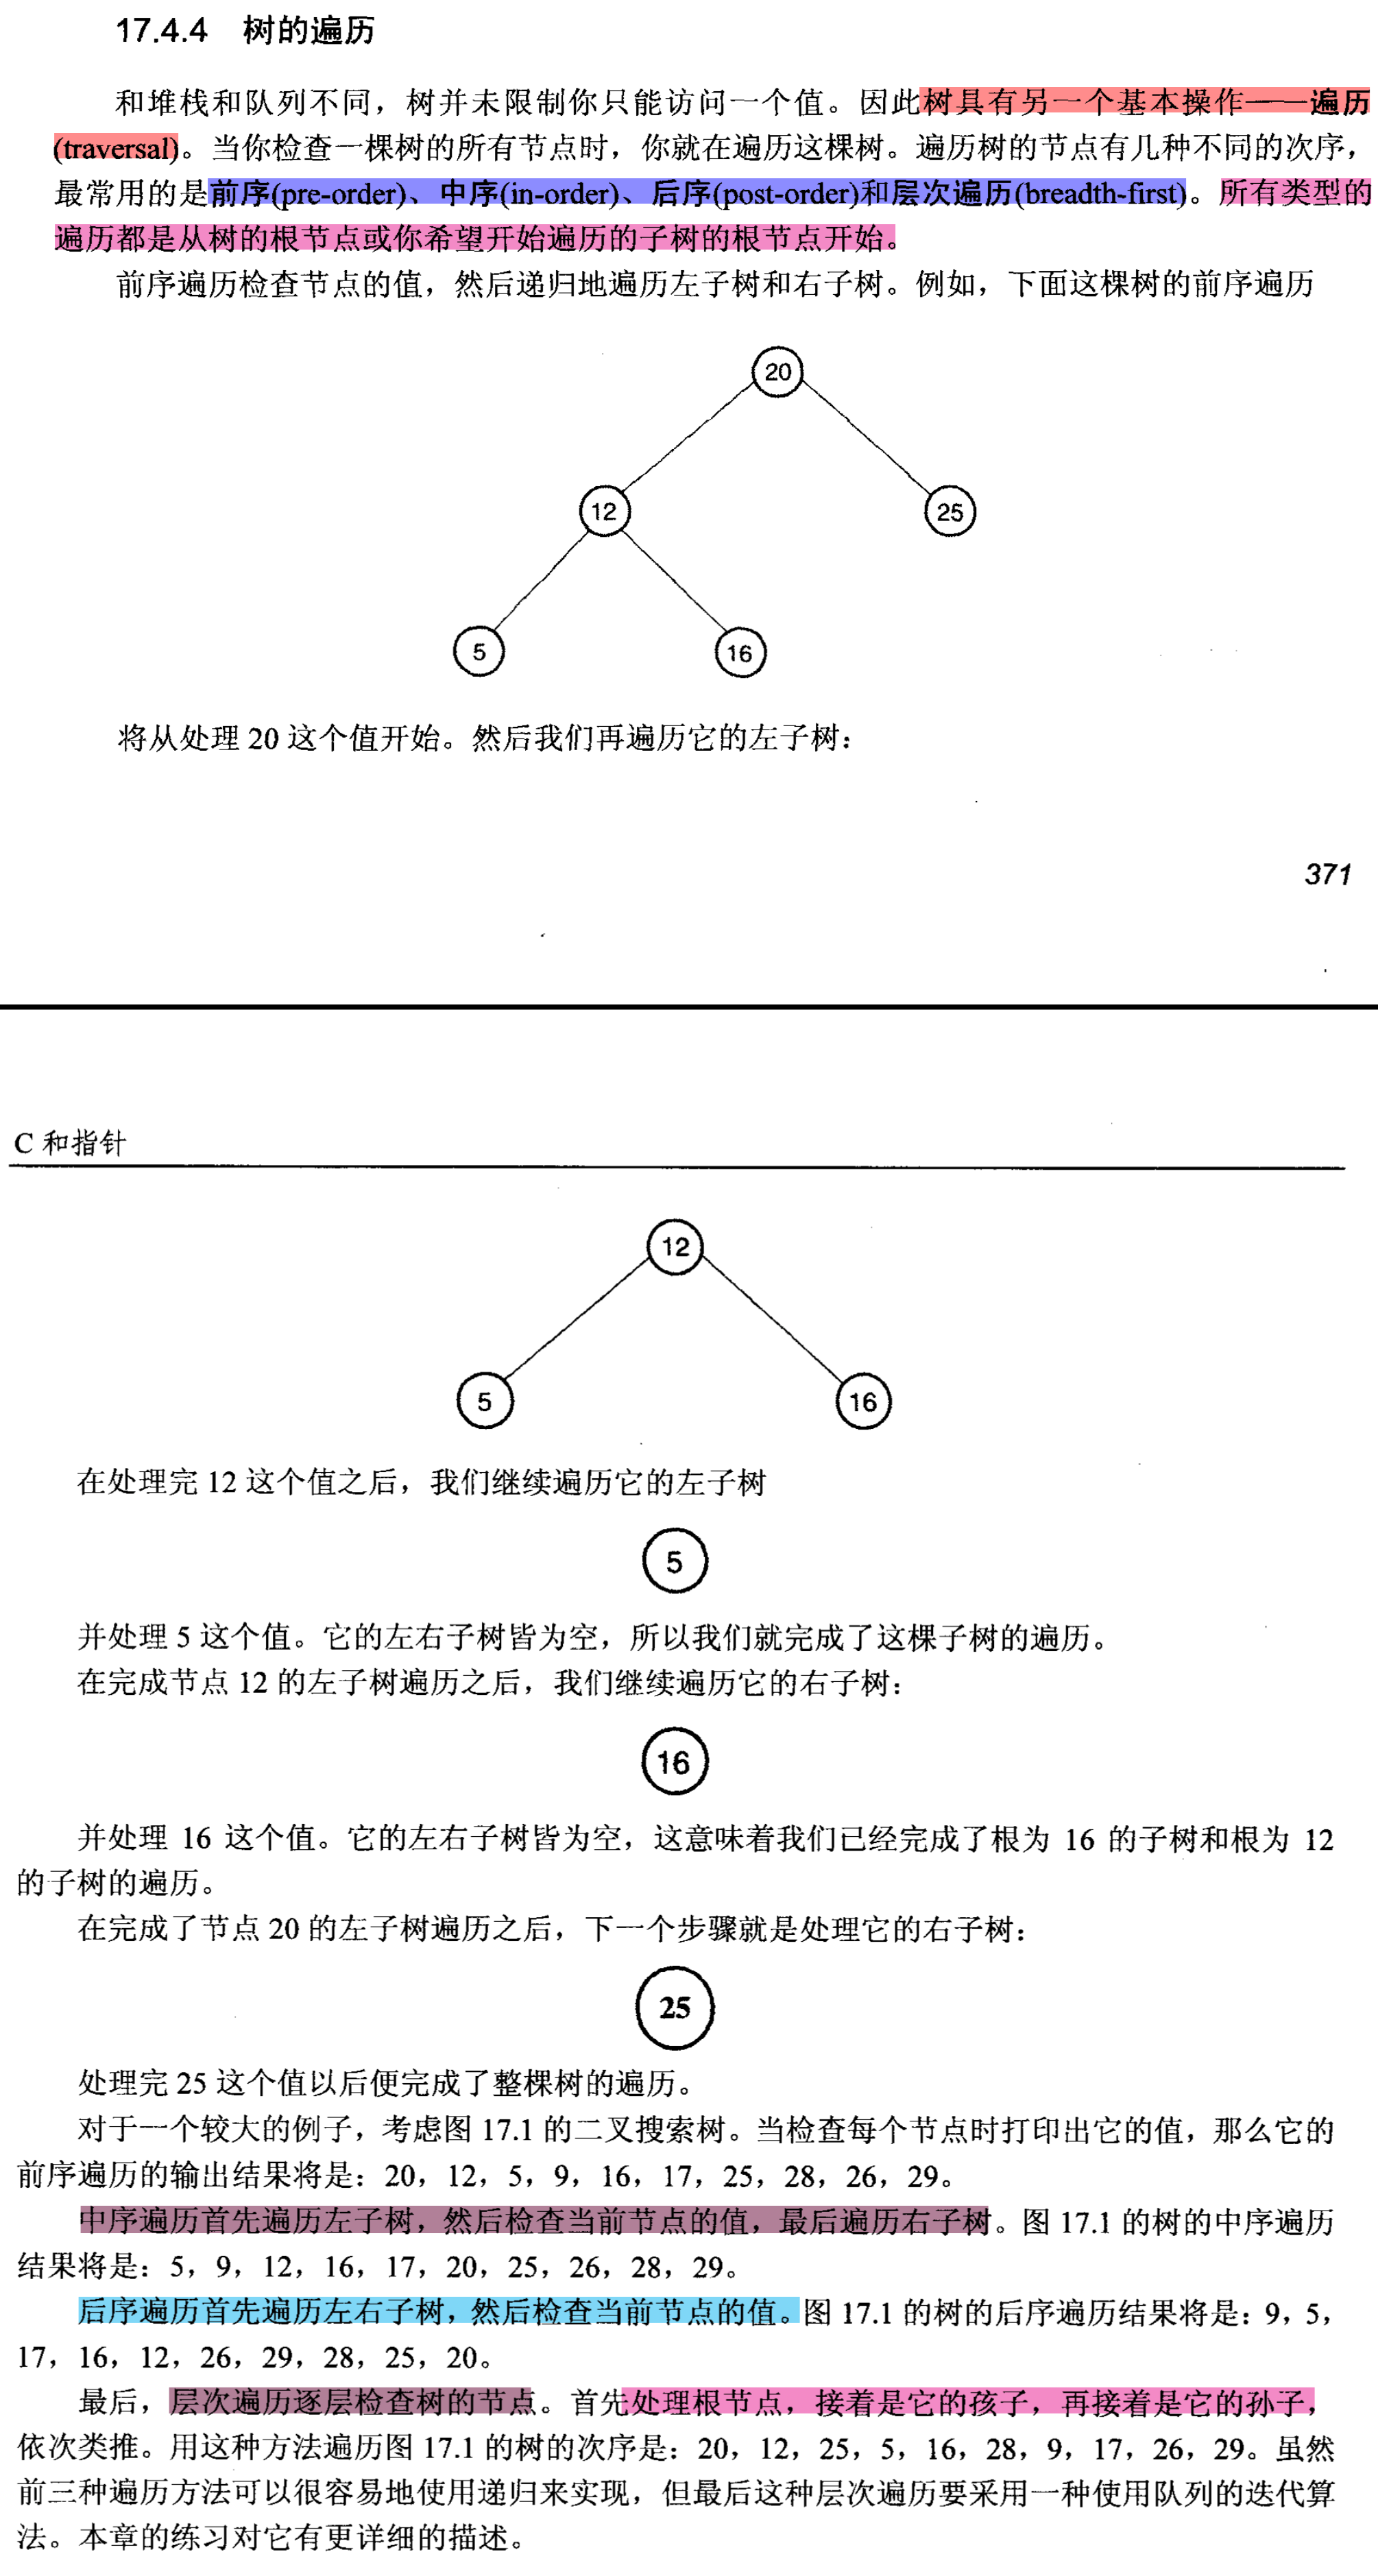 17.4.4 树的遍历
和堆栈和队列不同，树并未限制你只能访问一个值。因此树具有另一个基本操作——遍历
(traversal)。当你检查一棵树的所有节点时，你就在遍历这棵树。遍历树的节点有几种不同的次序，
最常用的是前序(pre-order)、中序(in-order)、后序(post-order)和层次遍历(breadth-first)。所有类型的
遍历都是从树的根节点或你希望开始遍历的子树的根节点开始。
前序遍历检查节点的值，然后递归地遍历左子树和右子树。例如，下面这棵树的前序遍历
20
12 25
5 16
将从处理 20 这个值开始。然后我们再遍历它的左子树：
371
C 和指针
12
5 16
在处理完 12 这个值之后，我们继续遍历它的左子树
5
并处理 5 这个值。它的左右子树皆为空，所以我们就完成了这棵子树的遍历。
在完成节点 12 的左子树遍历之后，我们继续遍历它的右子树：
16
并处理 16 这个值。它的左右子树皆为空，这意味着我们已经完成了根为 16 的子树和根为 12
的子树的遍历。
在完成了节点 20 的左子树遍历之后，下一个步骤就是处理它的右子树：
25
处理完 25 这个值以后便完成了整棵树的遍历。
对于一个较大的例子，考虑图 17.1 的二叉搜索树。当检查每个节点时打印出它的值，那么它的
前序遍历的输出结果将是：20，12，5，9，16，17，25，28，26，29。
中序遍历首先遍历左子树，然后检查当前节点的值，最后遍历右子树。图 17.1 的树的中序遍历
结果将是：5，9，12，16，17，20，25，26，28，29。
后序遍历首先遍历左右子树，然后检查当前节点的值。图 17.1 的树的后序遍历结果将是：9，5，
17，16，12，26，29，28，25，20。
最后，层次遍历逐层检查树的节点。首先处理根节点，接着是它的孩子，再接着是它的孙子，
依次类推。用这种方法遍历图 17.1 的树的次序是：20，12，25，5，16，28，9，17，26，29。虽然
前三种遍历方法可以很容易地使用递归来实现，但最后这种层次遍历要采用一种使用队列的迭代算
法。本章的练习对它有更详细的描述。